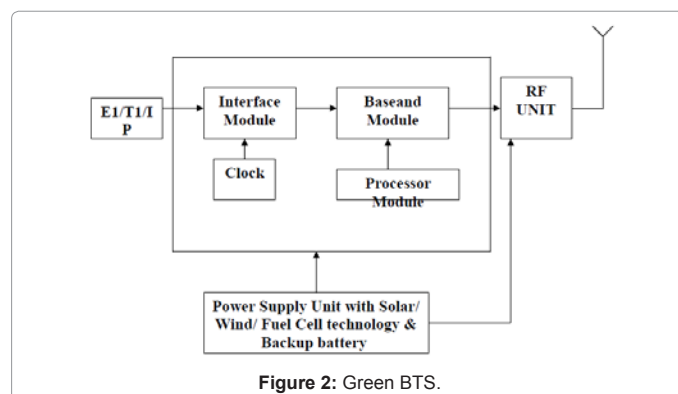 E1/T1/I
P
Interface
Module
Baseand
Module
RF
UNIT
Clock
Processor
Module
Power Supply Unit with Solar/
Wind/ Fuel Cell technology &
Backup battery
Figure 2: Green BTS.